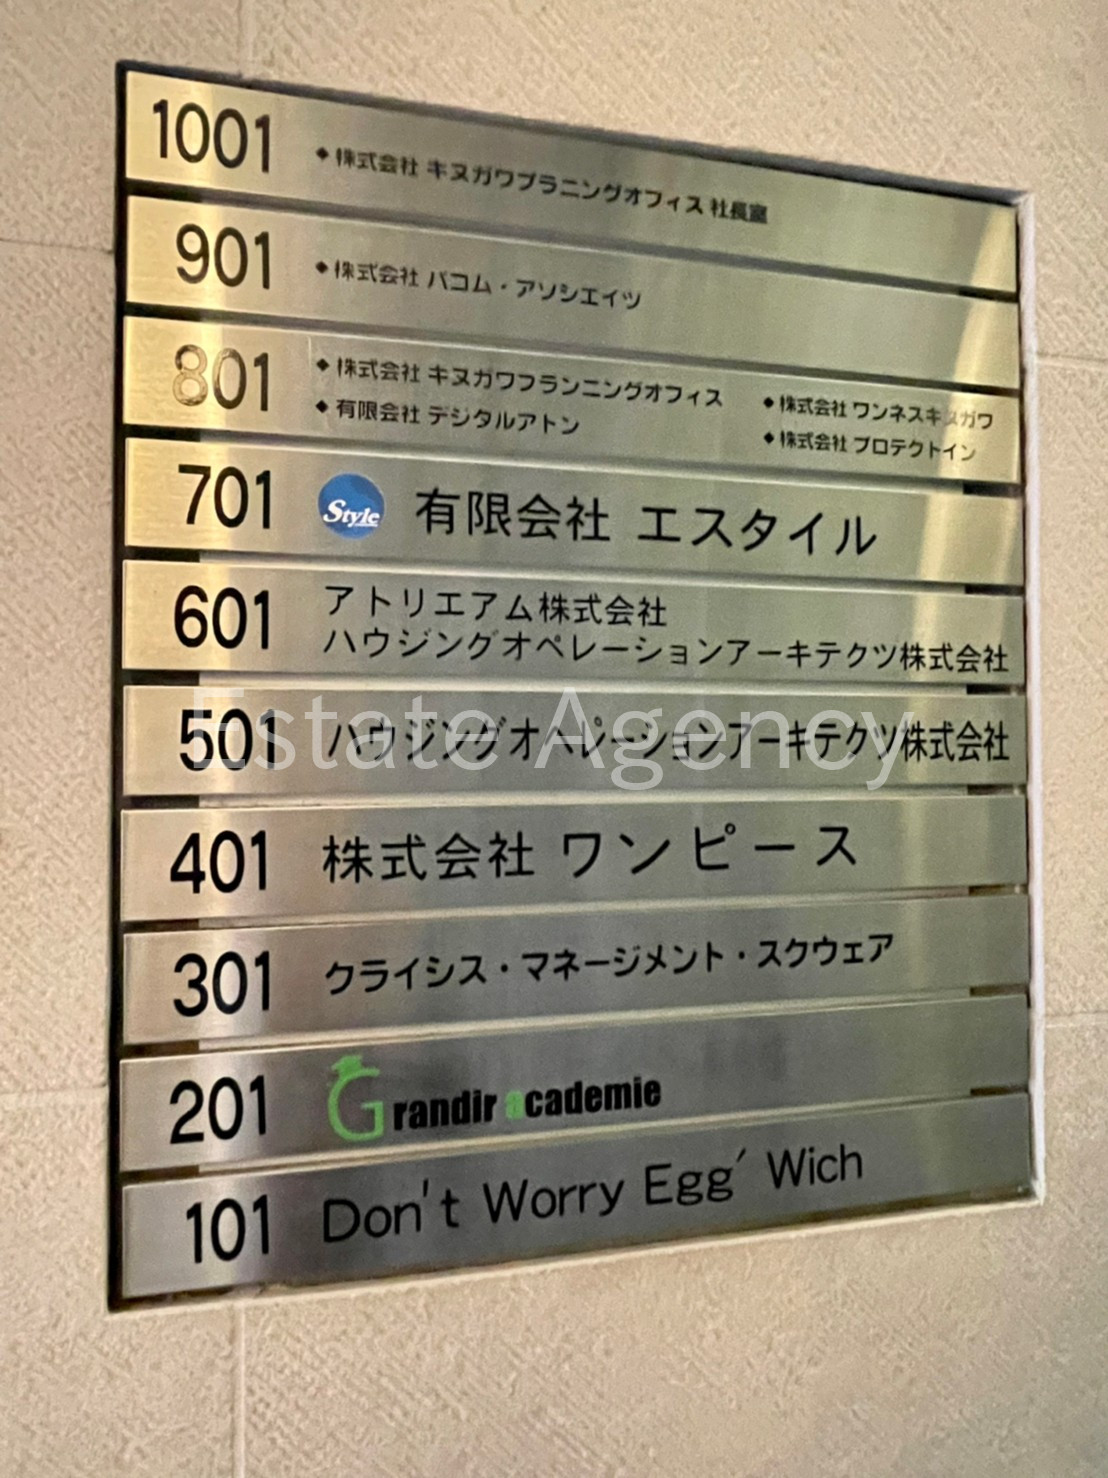 1001 ◆株式会社 キヌガワプラニングオフィス 社長室
901 ◆株式会社 バコム・アソシエイツ
801 ◆株式会社 キヌガワプランニングオフィス ◆株式会社 ワンネスキヌガワ
◆有限会社 デジタルアトン ◆株式会社 プロテクトイン
701 Style 有限会社 エスタイル
601 アトリエアム株式会社
ハウジングオペレーションアーキテクツ株式会社
501 ハウジングオペレーションアーキテクツ株式会社
Estate Agency
401 株式会社 ワンピース
301 クライシス・マネージメント・スクウェア
201 Grandir academie
101 Don't Worry Egg' Wich